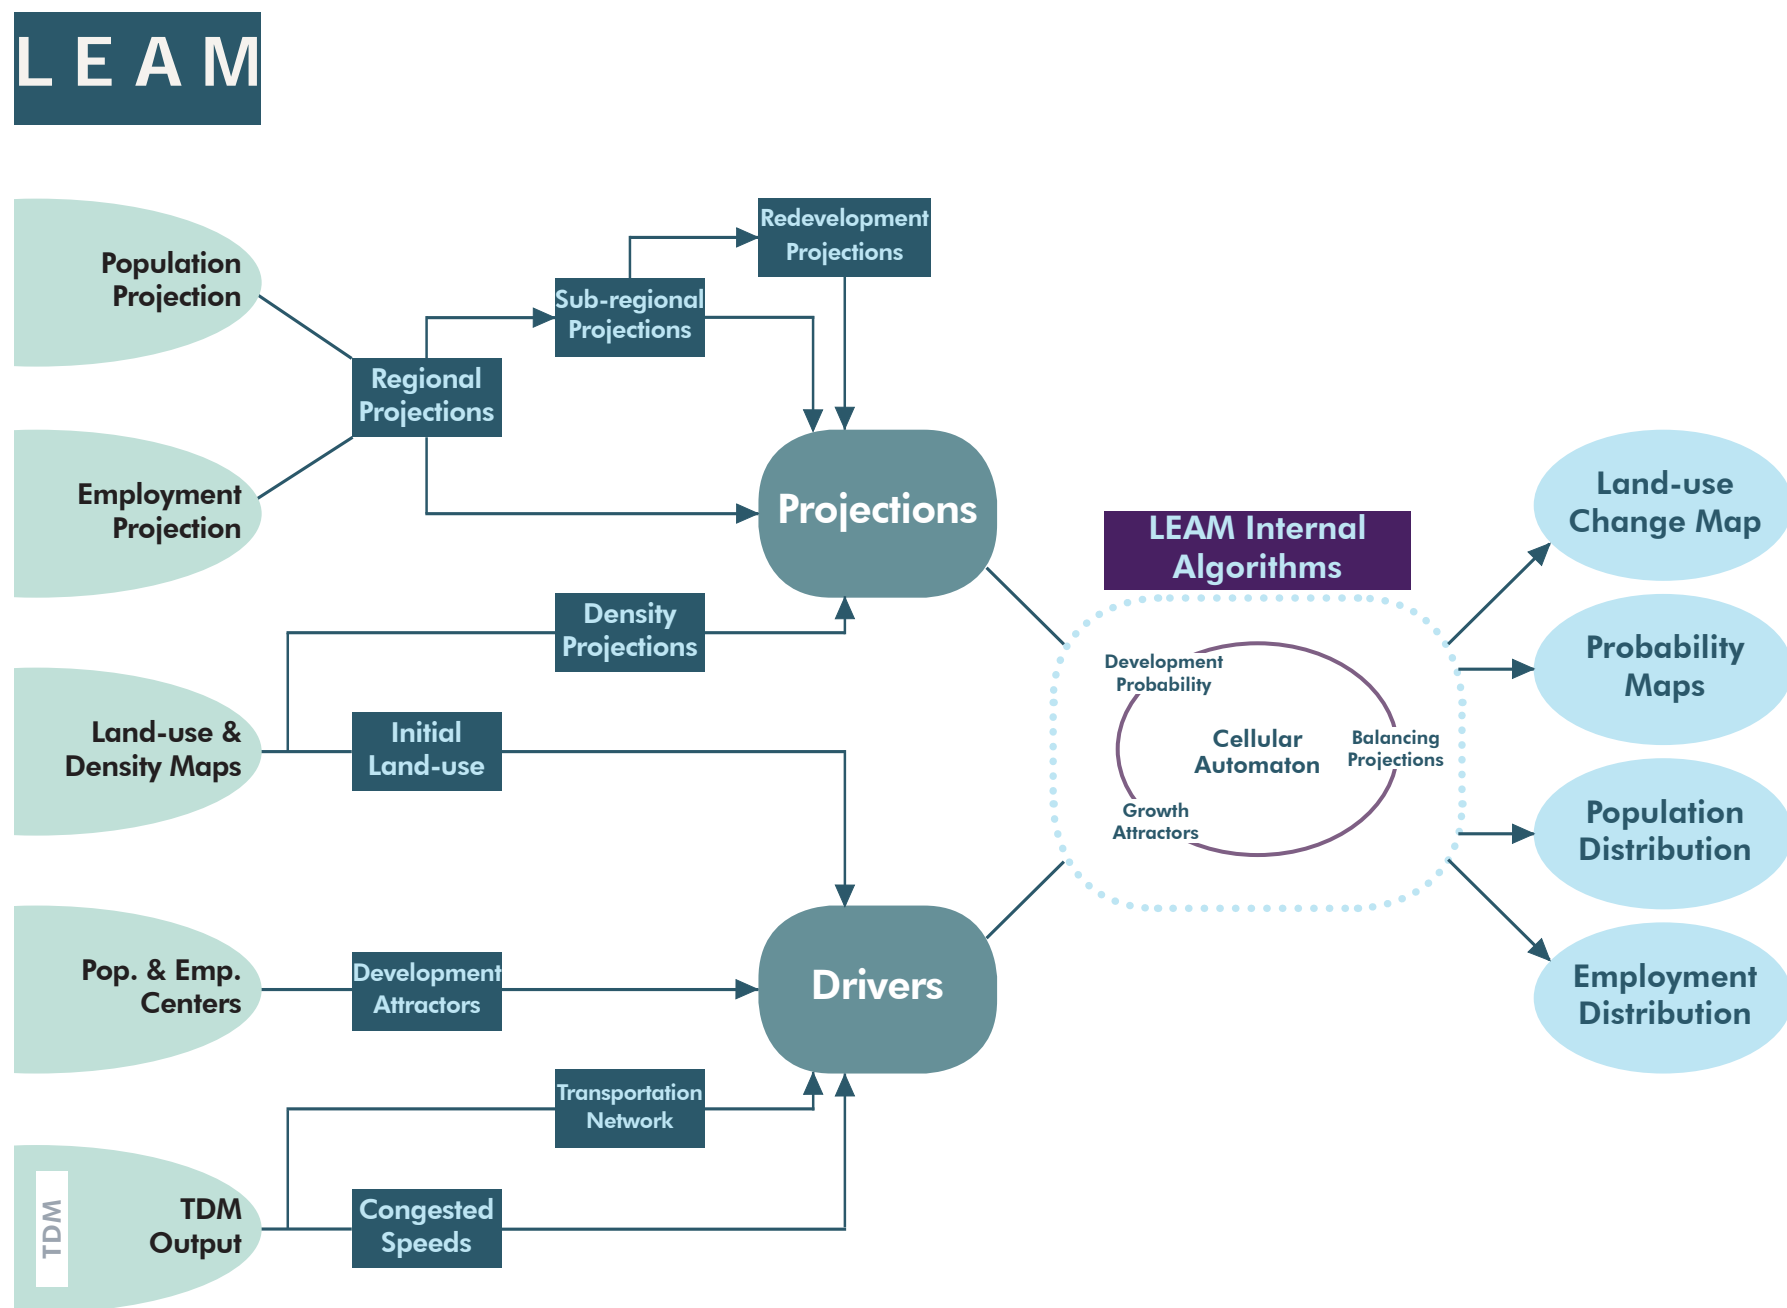 LEAM
Population
Projection
Employment
Projection
Land-use &
Density Maps
Pop. & Emp.
Centers
TDM
TDM
Output
Regional
Projections
Sub-regional
Projections
Redevelopment
Projections
Density
Projections
Initial
Land-use
Development
Attractors
Transportation
Network
Congested
Speeds
Projections
Drivers
LEAM Internal
Algorithms
Development
Probability
Cellular
Automaton
Balancing
Projections
Growth
Attractors
Land-use
Change Map
Probability
Maps
Population
Distribution
Employment
Distribution